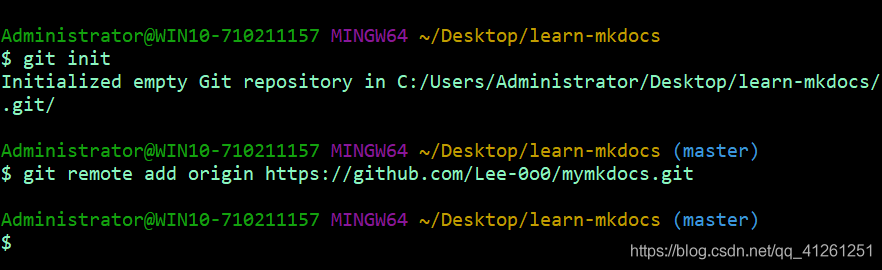 Administrator@WIN10-710211157 MINGW64 ~/Desktop/learn-mkdocs
$ git init
Initialized empty Git repository in C:/Users/Administrator/Desktop/learn-mkdocs/
.git/
Administrator@WIN10-710211157 MINGW64 ~/Desktop/learn-mkdocs (master)
$ git remote add origin https://github.com/Lee-0o0/mymkdocs.git
Administrator@WIN10-710211157 MINGW64 ~/Desktop/learn-mkdocs (master)
$
https://blog.csdn.net/qq_41261251